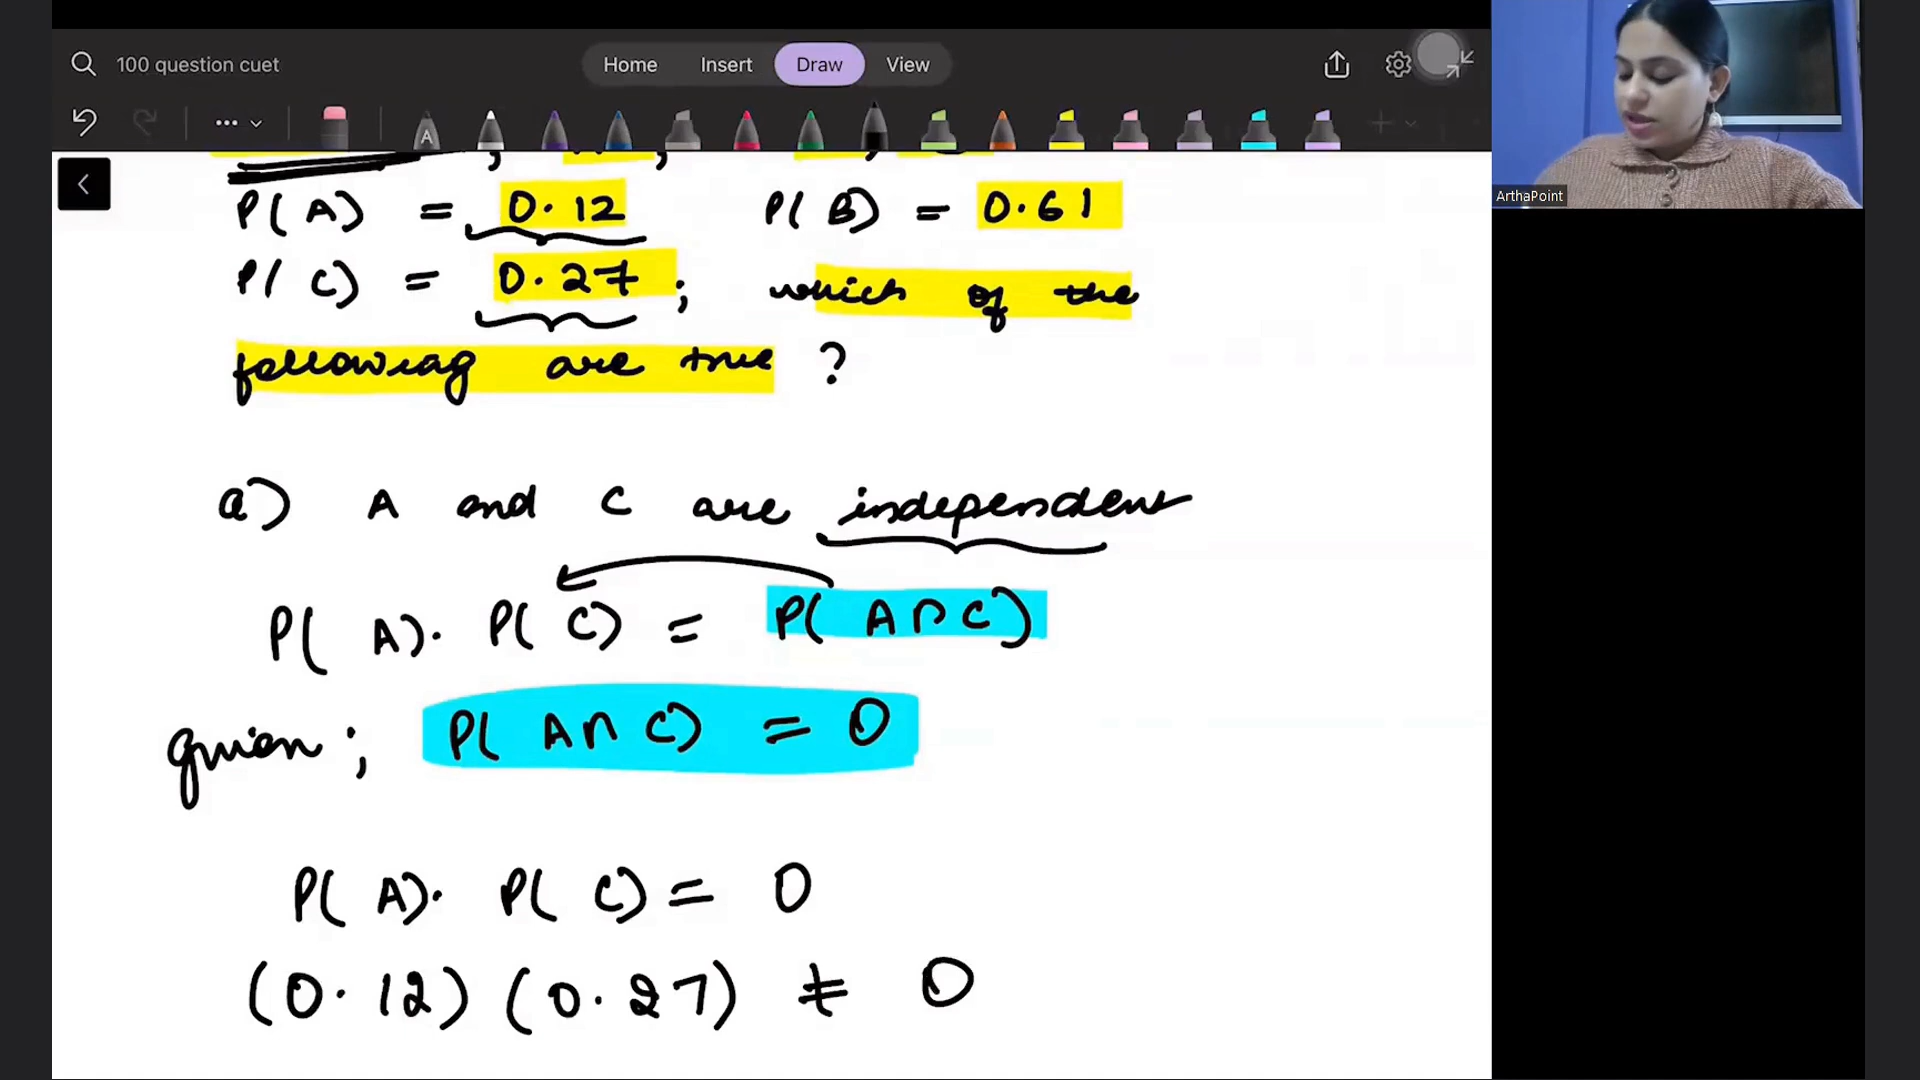 100 question cuet
Home Insert Draw View
A
P(A) = 0.12 P(B) = 0.61
P(C) = 0.27 ; which of the
following are true ?
a) A and C are independent
P(A). P(C) = P(A∩C)
given ; P(A∩C) = 0
P(A). P(C) = 0
(0.12) (0.27) ≠ 0
ArthaPoint